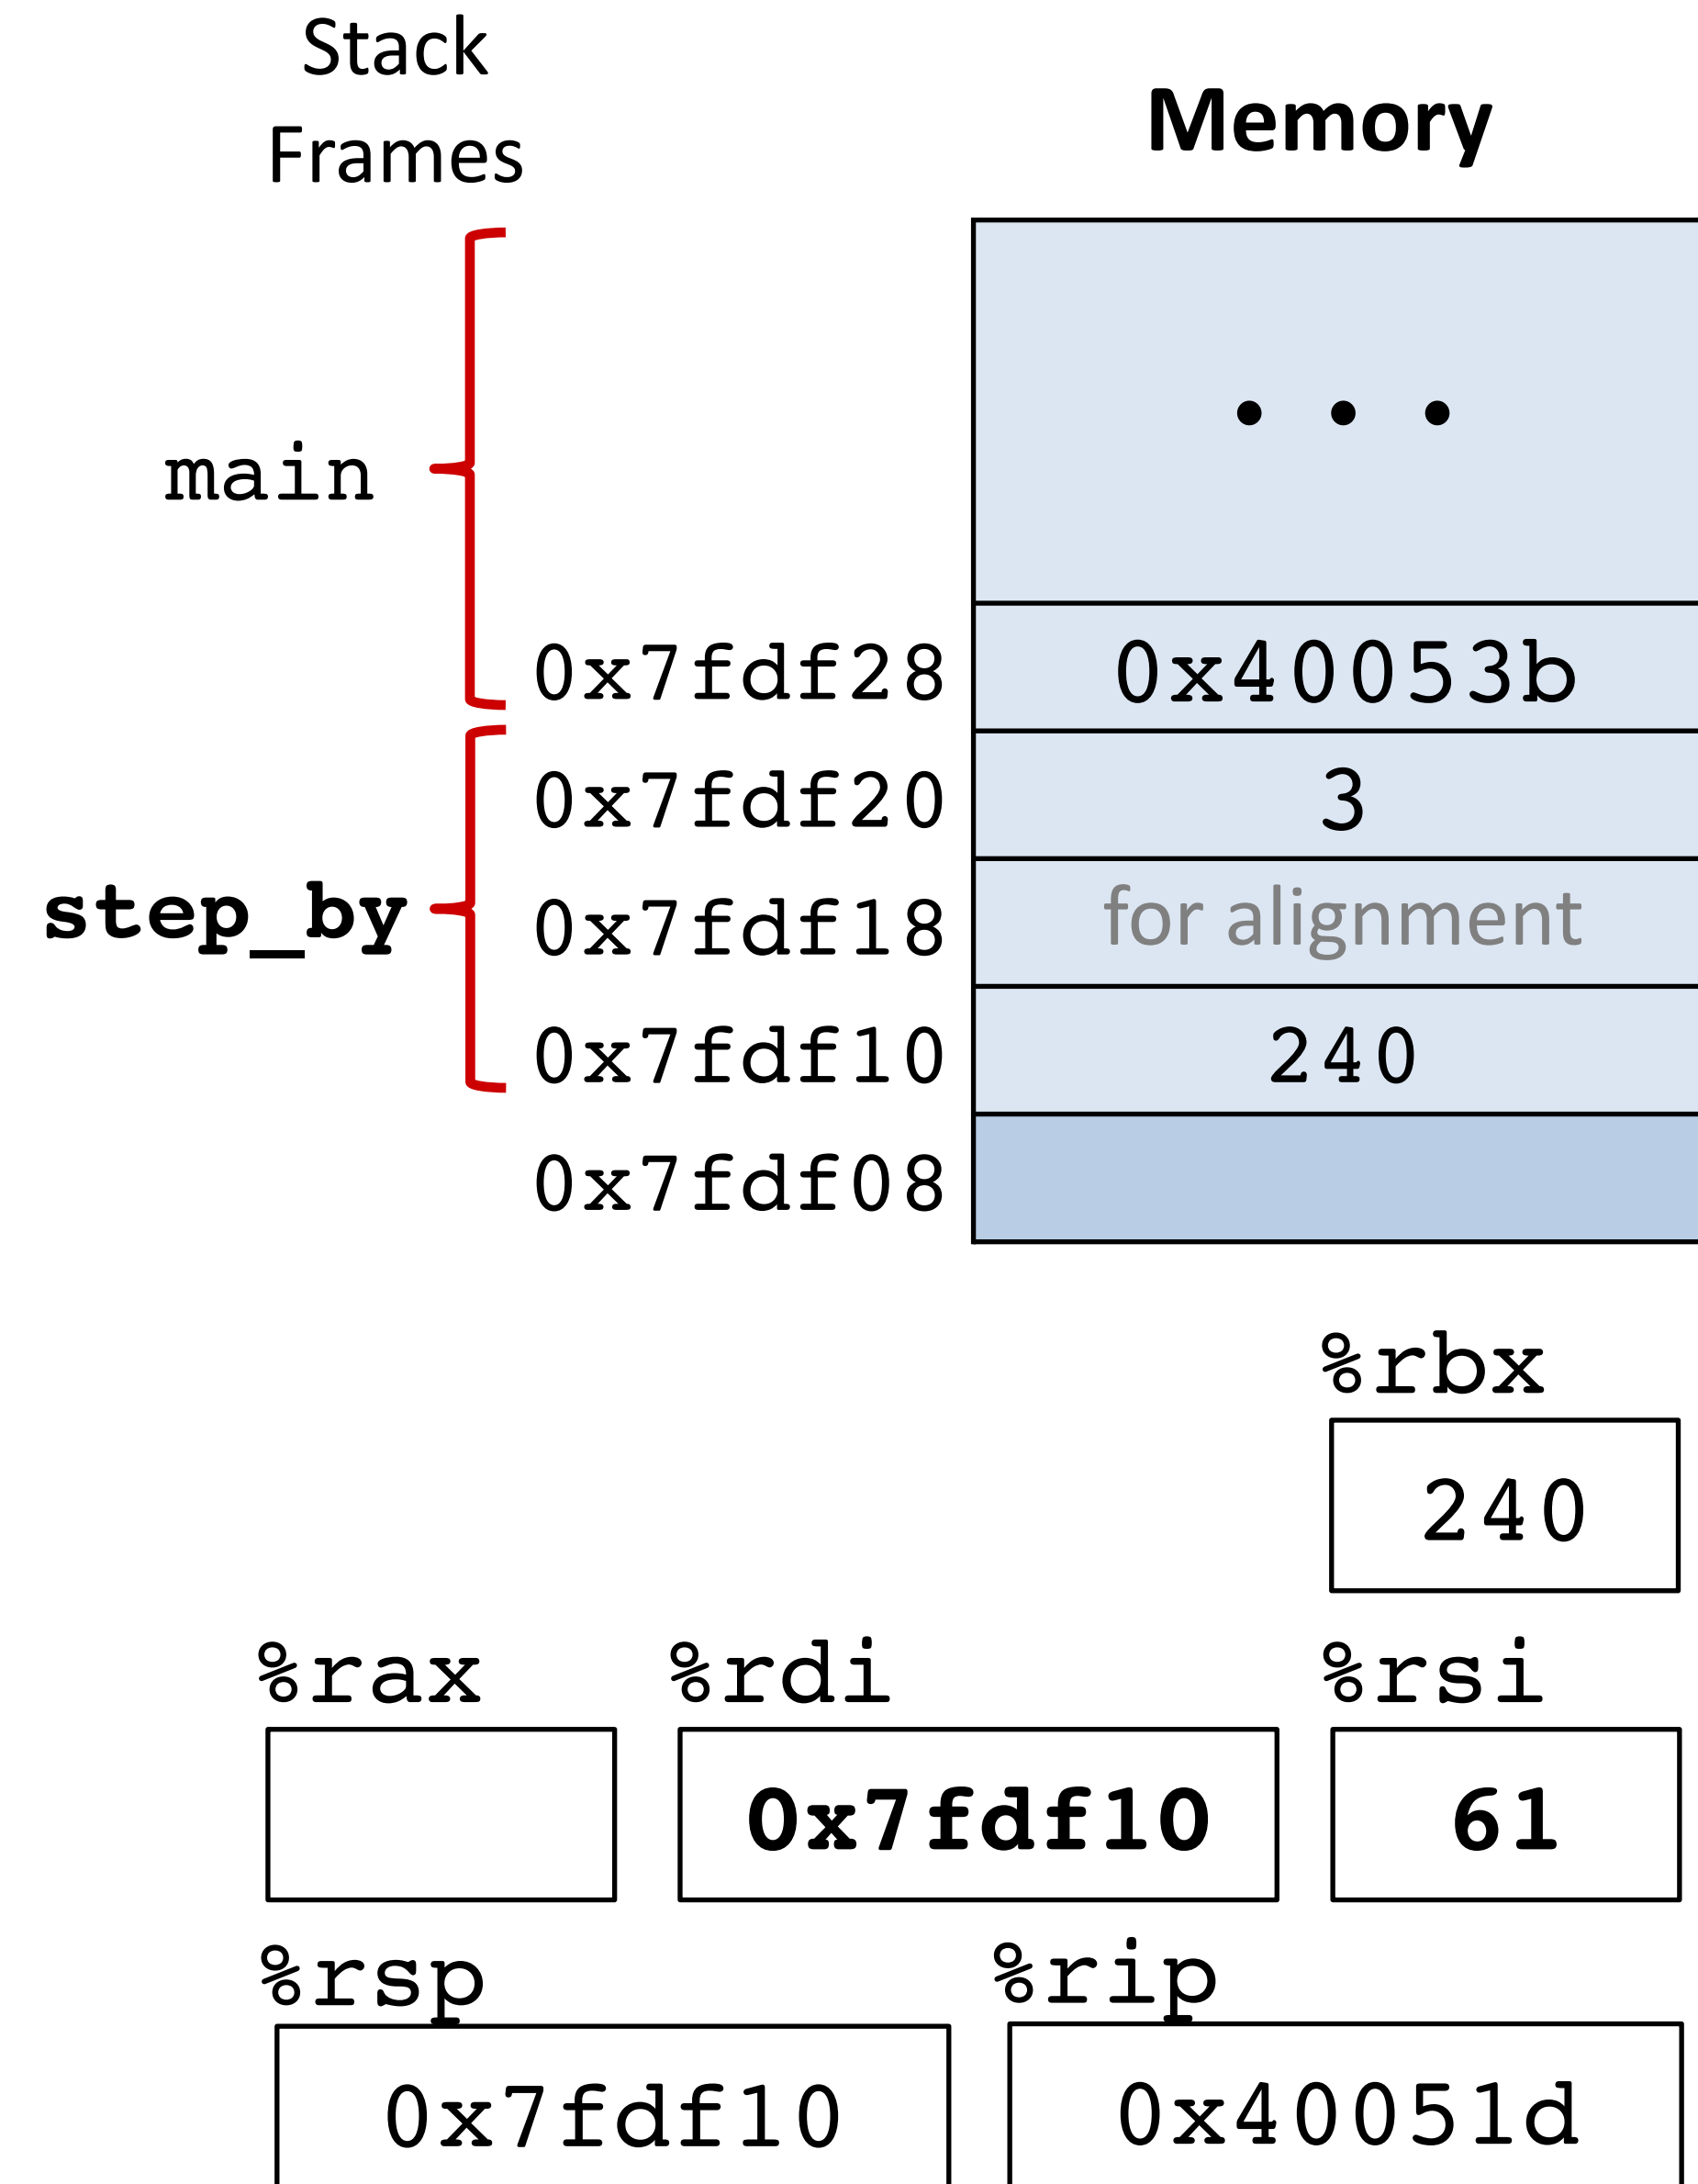 Stack
Frames
Memory
. . .
main
0x7fdf28 0x40053b
0x7fdf20 3
step_by
0x7fdf18 for alignment
0x7fdf10 240
0x7fdf08
%rbx
240
%rax %rdi %rsi
0x7fdf10 61
%rsp %rip
0x7fdf10 0x40051d